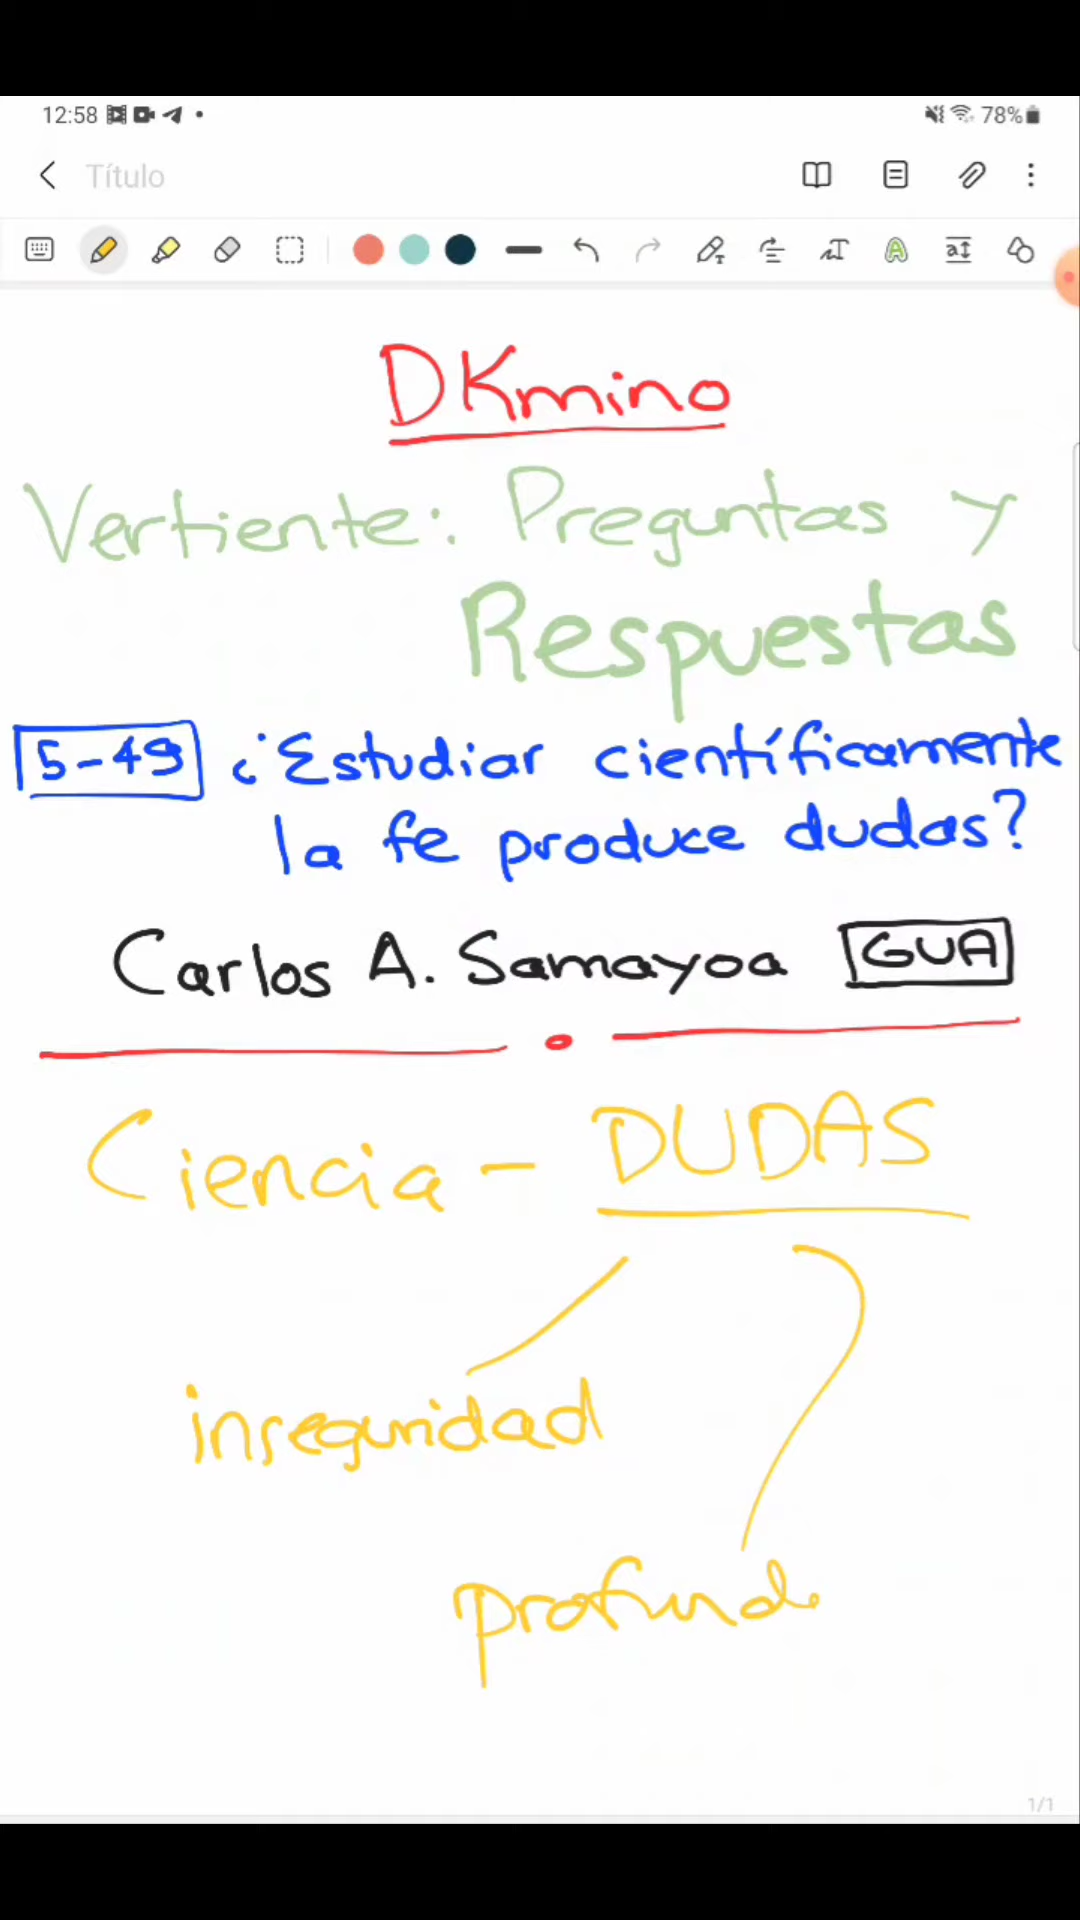 12:58
78%
Título
DKmino
Vertiente: Preguntas y
Respuestas
5-49 ¿Estudiar científicamente
la fe produce dudas?
Carlos A. Samayoa GUA
Ciencia - DUDAS
inseguridad
profund
1/1